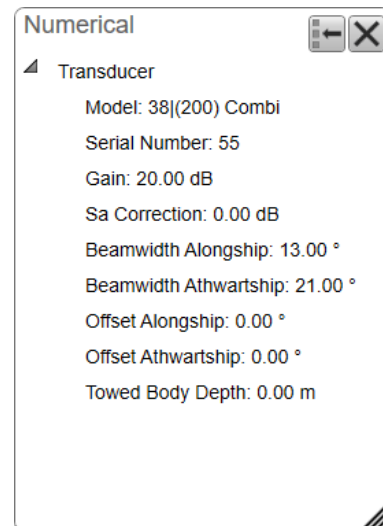 Numerical
Transducer
Model: 38|(200) Combi
Serial Number: 55
Gain: 20.00 dB
Sa Correction: 0.00 dB
Beamwidth Alongship: 13.00 °
Beamwidth Athwartship: 21.00 °
Offset Alongship: 0.00 °
Offset Athwartship: 0.00 °
Towed Body Depth: 0.00 m